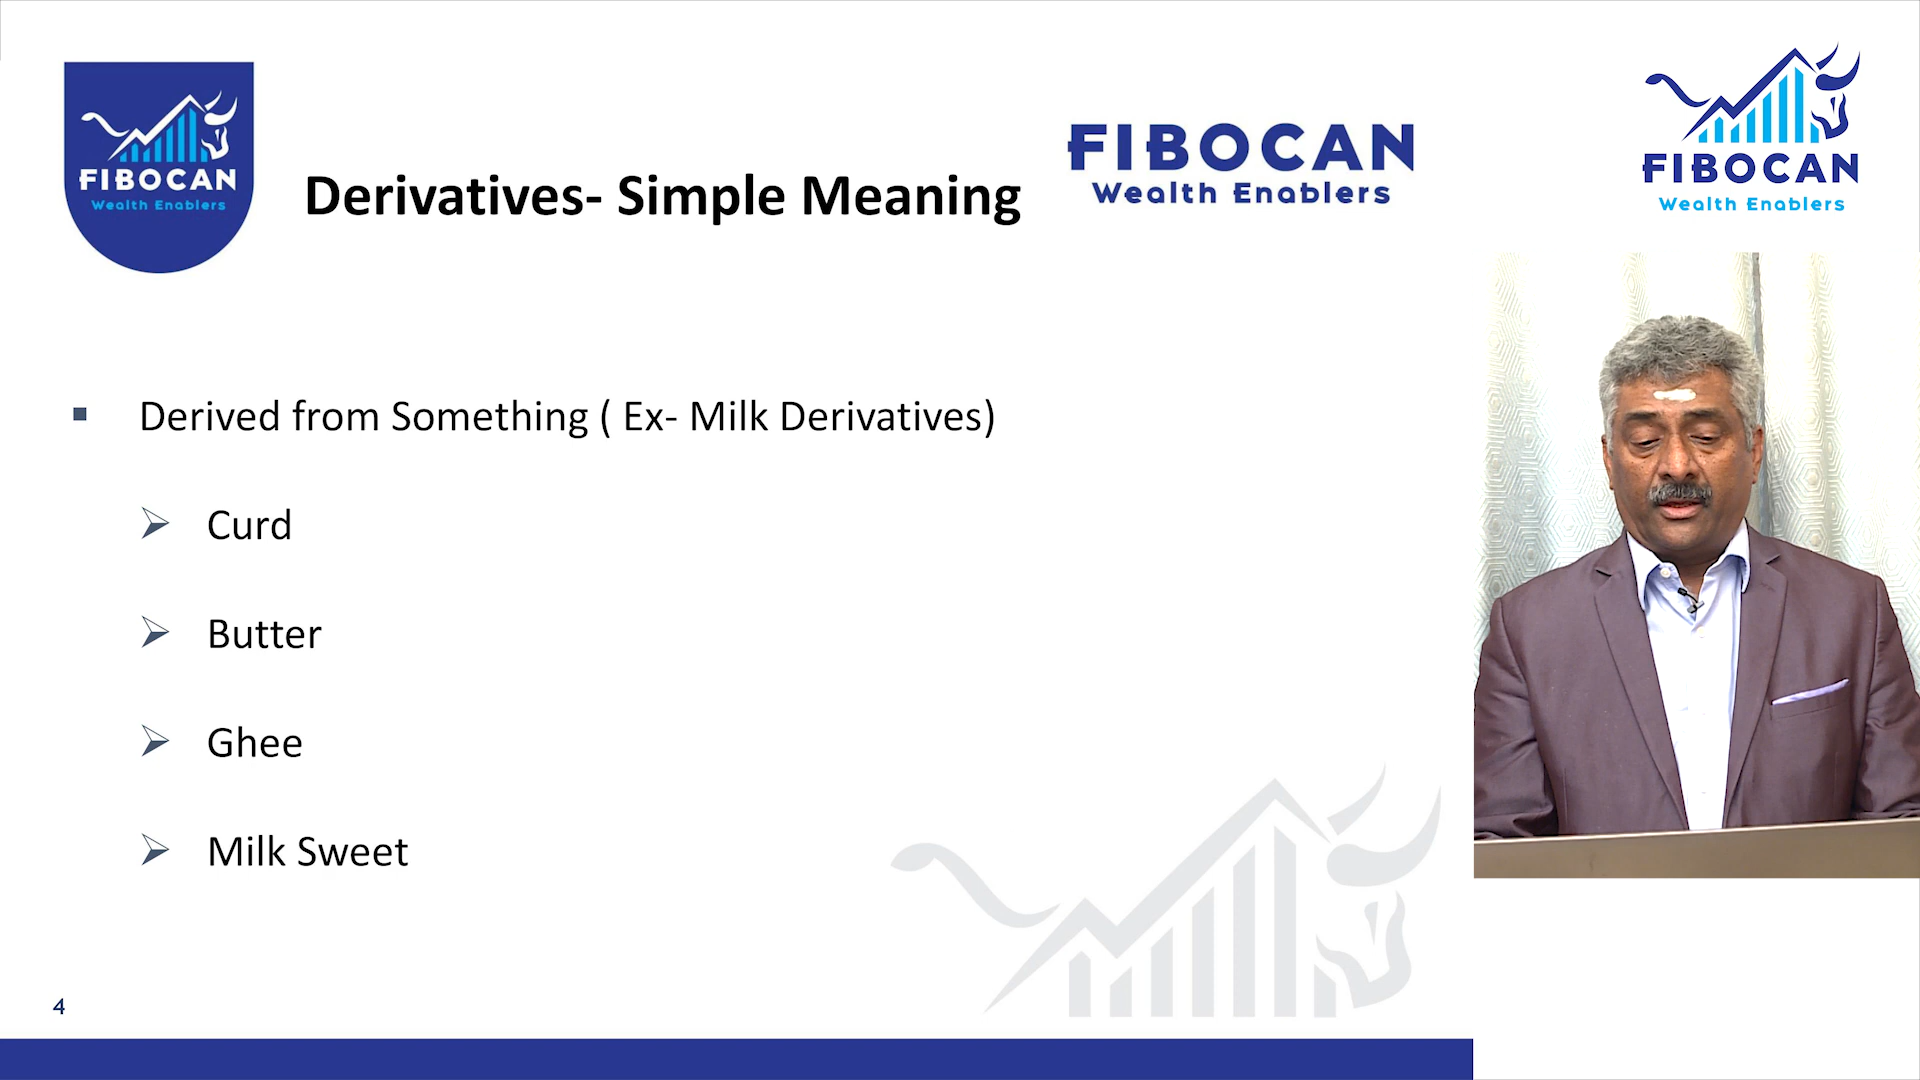 FIBOCAN
Wealth Enablers
Derivatives- Simple Meaning
FIBOCAN
Wealth Enablers
FIBOCAN
Wealth Enablers
Derived from Something ( Ex- Milk Derivatives)
Curd
Butter
Ghee
Milk Sweet
4